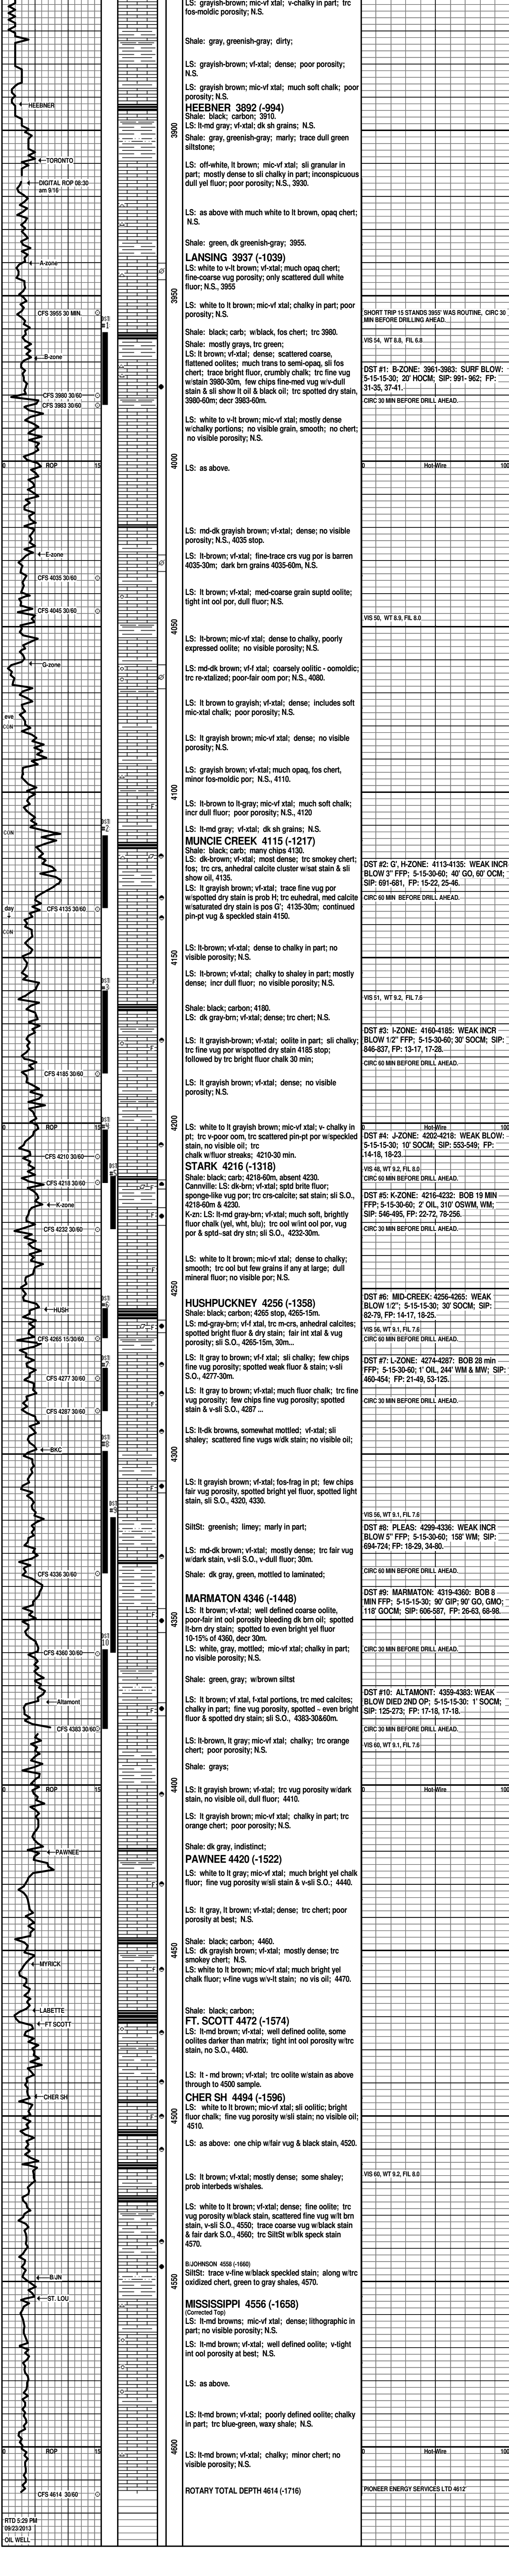 LS: grayish-brown; mic-vf xtal; v-chalky in part; trc
fos-moldic porosity; N.S.
Shale: gray, greenish-gray; dirty;
LS: grayish-brown; vf-xtal; dense; poor porosity;
N.S.
LS: grayish brown; mic-vf xtal; much soft chalk; poor
porosity; N.S.
HEEBNER 3892 (-994)
Shale: black; carbon; 3910.
LS: lt-md gray; vf-xtal; dk sh grains; N.S.
Shale: gray, greenish-gray; marly; trace dull green
siltstone;
LS: off-white, lt brown; mic-vf xtal; sli granular in
part; mostly dense to sli chalky in part; inconspicuous
dull yel fluor; poor porosity; N.S., 3930.
LS: as above with much white to lt brown, opaq chert;
N.S.
Shale: green, dk greenish-gray; 3955.
LANSING 3937 (-1039)
LS: white to v-lt brown; vf-xtal; much opaq chert;
fine-coarse vug porosity; only scattered dull white
fluor; N.S., 3955
LS: white to lt brown; mic-vf xtal; chalky in part; poor
porosity; N.S.
Shale: black; carb; w/black, fos chert; trc 3980.
Shale: mostly grays, trc green;
LS: lt brown; vf-xtal; dense; scattered coarse,
flattened oolites; much trans to semi-opaq, sli fos
chert; trace bright fluor, crumbly chalk; trc fine vug
w/stain 3980-30m, few chips fine-med vug w/v-dull
stain & sli show lt oil & black oil; trc spotted dry stain,
3980-60m; decr 3983-60m.
LS: white to v-lt brown; mic-vf xtal; mostly dense
w/chalky portions; no visible grain, smooth; no chert;
no visible porosity; N.S.
LS: as above.
LS: md-dk grayish brown; vf-xtal; dense; no visible
porosity; N.S., 4035 stop.
LS: lt-brown; vf-xtal; fine-trace crs vug por is barren
4035-30m; dark brn grains 4035-60m, N.S.
LS: lt brown; vf-xtal; med-coarse grain suptd oolite;
tight int ool por, dull fluor; N.S.
LS: lt-brown; mic-vf xtal; dense to chalky, poorly
expressed oolite; no visible porosity; N.S.
LS: md-dk brown; vf-f xtal; coarsely oolitic - oomoldic;
trc re-xtalized; poor-fair oom por; N.S., 4080.
LS: lt brown to grayish; vf-xtal; dense; includes soft
mic-xtal chalk; poor porosity; N.S.
LS: lt grayish brown; mic-vf xtal; dense; no visible
porosity; N.S.
LS: grayish brown; vf-xtal; much opaq, fos chert,
minor fos-moldic por; N.S., 4110.
LS: lt-brown to lt-gray; mic-vf xtal; much soft chalk;
incr dull fluor; poor porosity; N.S., 4120
LS: lt-md gray; vf-xtal; dk sh grains; N.S.
MUNCIE CREEK 4115 (-1217)
Shale: black; carb; many chips 4130.
LS: dk-brown; vf-xtal; most dense; trc smokey chert;
fos; trc crs, anhedral calcite cluster w/sat stain & sli
show oil, 4135.
LS: lt grayish brown; vf-xtal; trace fine vug por
w/spotted dry stain is prob H; trc euhedral, med calcite
w/saturated dry stain is pos G'; 4135-30m; continued
pin-pt vug & speckled stain 4150.
LS: lt-brown; vf-xtal; dense to chalky in part; no
visible porosity; N.S.
LS: lt-brown; vf-xtal; chalky to shaley in part; mostly
dense; incr dull fluor; no visible porosity; N.S.
Shale: black; carbon; 4180.
LS: dk gray-brn; vf-xtal; dense; trc chert; N.S.
LS: lt grayish-brown; vf-xtal; oolite in part; sli chalky;
trc fine vug por w/spotted dry stain 4185 stop;
followed by trc bright fluor chalk 30 min;
LS: lt grayish brown; vf-xtal; dense; no visible
porosity; N.S.
LS: white to lt grayish brown; mic-vf xtal; v- chalky in
pt; trc v-poor oom, trc scattered pin-pt por w/speckled
stain, no visible oil; trc
chalk w/fluor streaks; 4210-30 min.
STARK 4216 (-1318)
Shale: black; carb; 4218-60m, absent 4230.
Cannville: LS: dk-brn; vf-xtal; sptd brite fluor;
sponge-like vug por; trc crs-calcite; sat stain; sli S.O.,
4218-60m & 4230.
K-zn: LS: lt-md gray-brn; vf-xtal; much soft, brightly
fluor chalk (yel, wht, blu); trc ool w/int ool por, vug
por & sptd--sat dry stn; sli S.O., 4232-30m.
LS: white to lt brown; mic-vf xtal; dense to chalky;
smooth; trc ool but few grains if any at large; dull
mineral fluor; no visible por; N.S.
HUSHPUCKNEY 4256 (-1358)
Shale: black; carbon; 4265 stop, 4265-15m.
LS: md-gray-brn; vf-f xtal, trc m-crs, anhedral calcites;
spotted bright fluor & dry stain; fair int xtal & vug
porosity; sli S.O., 4265-15m, 30m...
LS: lt gray to brown; vf-xtal; sli chalky; few chips
fine vug porosity; spotted weak fluor & stain; v-sli
S.O., 4277-30m.
LS: lt gray to brown; vf-xtal; much fluor chalk; trc fine
vug porosity; few chips fine vug porosity; spotted
stain & v-sli S.O., 4287 ...
LS: lt-dk browns, somewhat mottled; vf-xtal; sli
shaley; scattered fine vugs w/dk stain; no visible oil;
LS: lt grayish brown; vf-xtal; fos-frag in pt; few chips
fair vug porosity, spotted bright yel fluor, spotted light
stain, sli S.O., 4320, 4330.
SiltSt: greenish; limey; marly in part;
LS: md-dk brown; vf-xtal; mostly dense; trc fair vug
w/dark stain, v-sli S.O., v-dull fluor; 30m.
Shale: dk gray, green, mottled to laminated;
MARMATON 4346 (-1448)
LS: lt brown; vf-xtal; well defined coarse oolite,
poor-fair int ool porosity bleeding dk brn oil; spotted
lt-brn dry stain; spotted to even bright yel fluor
10-15% of 4360, decr 30m.
LS: white, gray, mottled; mic-vf xtal; chalky in part;
no visible porosity; N.S.
Shale: green, gray; w/brown siltst
LS: lt brown; vf xtal, f-xtal portions, trc med calcites;
chalky in part; fine vug porosity, spotted ~ even bright
fluor & spotted dry stain; sli S.O., 4383-30&60m.
LS: lt-brown, lt gray; mic-vf xtal; chalky; trc orange
chert; poor porosity; N.S.
Shale: grays;
LS: lt grayish brown; vf-xtal; trc vug porosity w/dark
stain, no visible oil, dull fluor; 4410.
LS: lt grayish brown; mic-vf xtal; chalky in part; trc
orange chert; poor porosity; N.S.
Shale: dk gray, indistinct;
PAWNEE 4420 (-1522)
LS: white to lt gray; mic-vf xtal; much bright yel chalk
fluor; fine vug porosity w/sli stain & v-sli S.O.; 4440.
LS: lt gray, lt brown; vf-xtal; dense; trc chert; poor
porosity at best; N.S.
Shale: black; carbon; 4460.
LS: dk grayish brown; vf-xtal; mostly dense; trc
smokey chert; N.S.
LS: white to lt brown; mic-vf xtal; much bright yel
chalk fluor; v-fine vugs w/v-lt stain; no vis oil; 4470.
Shale: black; carbon;
FT. SCOTT 4472 (-1574)
LS: lt-md brown; vf-xtal; well defined oolite, some
oolites darker than matrix; tight int ool porosity w/trc
stain, no S.O., 4480.
LS: lt - md brown; vf-xtal; trc oolite w/stain as above
through to 4500 sample.
CHER SH 4494 (-1596)
LS: white to lt brown; mic-vf xtal; sli oolitic; bright
fluor chalk; fine vug porosity w/sli stain; no visible oil;
4510.
LS: as above: one chip w/fair vug & black stain, 4520.
LS: lt brown; vf-xtal; mostly dense; some shaley;
prob interbeds w/shales.
LS: white to lt brown; vf-xtal; dense; fine oolite; trc
vug porosity w/black stain, scattered fine vug w/lt brn
stain, v-sli S.O., 4550; trace coarse vug w/black stain
& fair dark S.O., 4560; trc SiltSt w/blk speck stain
4570.
B/JOHNSON 4558 (-1660)
SiltSt: trace v-fine w/black speckled stain; along w/trc
oxidized chert, green to gray shales, 4570.
MISSISSIPPI 4556 (-1658)
(Corrected Top)
LS: lt-md browns; mic-vf xtal; dense; lithographic in
part; no visible porosity; N.S.
LS: lt-md brown; vf-xtal; well defined oolite; v-tight
int ool porosity at best; N.S.
LS: as above.
LS: lt-md brown; vf-xtal; poorly defined oolite; chalky
in part; trc blue-green, waxy shale; N.S.
LS: lt-md brown; vf-xtal; chalky; minor chert; no
visible porosity; N.S.
ROTARY TOTAL DEPTH 4614 (-1716)
HEEBNER
TORONTO
DIGITAL ROP 08:30
am 9/16
A-zone
CFS 3955 30 MIN.
B-zone
CFS 3980 30/60
CFS 3983 30/60
0 ROP 15
E-zone
CFS 4035 30/60
CFS 4045 30/60
G-zone
eve
CON
CON
CFS 4135 30/60
day
CON
CFS 4185 30/60
CFS 4210 30/60
CFS 4218 30/60
K-zone
CFS 4232 30/60
HUSH
CFS 4265 15/30/60
CFS 4277 30/60
CFS 4287 30/60
BKC
CFS 4336 30/60
CFS 4360 30/60
Altamont
CFS 4383 30/60
0 ROP 15
PAWNEE
MYRICK
LABETTE
FT SCOTT
CHER SH
B/JN
ST. LOU
0 ROP 15
CFS 4614 30/60
RTD 5:29 PM
09/23/2013
OIL WELL
3900
3950
4000
4050
4100
4150
4200
4250
4300
4350
4400
4450
4500
4550
4600
SHORT TRIP 15 STANDS 3955' WAS ROUTINE, CIRC 30
MIN BEFORE DRILLING AHEAD.
VIS 54, WT 8.8, FIL 6.8
DST #1: B-ZONE: 3961-3983: SURF BLOW:
5-15-15-30; 20' HOCM; SIP: 991- 962; FP:
31-35, 37-41.
CIRC 30 MIN BEFORE DRILL AHEAD.
0 Hot-Wire 100
VIS 50, WT 8.9, FIL 8.0
DST #2: G', H-ZONE: 4113-4135: WEAK INCR
BLOW 3" FFP; 5-15-30-60; 40' GO, 60' OCM;
SIP: 691-681, FP: 15-22, 25-46.
CIRC 60 MIN BEFORE DRILL AHEAD.
VIS 51, WT 9.2, FIL 7.6
DST #3: I-ZONE: 4160-4185: WEAK INCR
BLOW 1/2" FFP; 5-15-30-60; 30' SOCM; SIP:
846-837, FP: 13-17, 17-28.
CIRC 60 MIN BEFORE DRILL AHEAD.
0 Hot-Wire 100
DST #4: J-ZONE: 4202-4218: WEAK BLOW:
5-15-15-30; 10' SOCM; SIP: 553-549; FP:
14-18, 18-23
VIS 48, WT 9.2, FIL 8.0
DST #5: K-ZONE: 4216-4232: BOB 19 MIN
FFP; 5-15-30-60; 2' OIL, 310' OSWM, WM;
SIP: 546-495, FP: 22-72, 78-256.
CIRC 30 MIN BEFORE DRILL AHEAD.
DST #6: MID-CREEK: 4256-4265: WEAK
BLOW 1/2"; 5-15-15-30; 30' SOCM; SIP:
82-79, FP: 14-17, 18-25.
VIS 56, WT 9.1, FIL 7.6
CIRC 60 MIN BEFORE DRILL AHEAD.
DST #7: L-ZONE: 4274-4287: BOB 28 min
FFP; 5-15-30-60; 1' OIL, 244' WM & MW; SIP:
460-454; FP: 21-49, 53-125.
CIRC 30 MIN BEFORE DRILL AHEAD.
VIS 56, WT 9.1, FIL 7.6
DST #8: PLEAS: 4299-4336: WEAK INCR
BLOW 5" FFP; 5-15-30-60; 158' WM; SIP:
694-724; FP: 18-29, 34-80.
CIRC 60 MIN BEFORE DRILL AHEAD.
DST #9: MARMATON: 4319-4360: BOB 8
MIN FFP; 5-15-30-60; 90' GIP; 90' GO, GMO;
118' GOCM; SIP: 606-587, FP: 26-63, 68-98.
CIRC 30 MIN BEFORE DRILL AHEAD.
DST #10: ALTAMONT: 4359-4383: WEAK
BLOW DIED 2ND OP; 5-15-15-30: 1' SOCM;
SIP: 125-273; FP: 17-18, 17-18.
CIRC 30 MIN BEFORE DRILL AHEAD.
VIS 60, WT 9.1, FIL 7.6
0 Hot-Wire 100
VIS 60, WT 9.2, FIL 8.0
0 Hot-Wire 100
PIONEER ENERGY SERVICES LTD 4612'